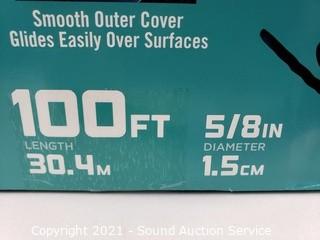 Smooth Outer Cover
Glides Easily Over Surfaces
100FT
LENGTH
30.4M
5/8IN
DIAMETER
1.5CM
Copyright 2021 - Sound Auction Service